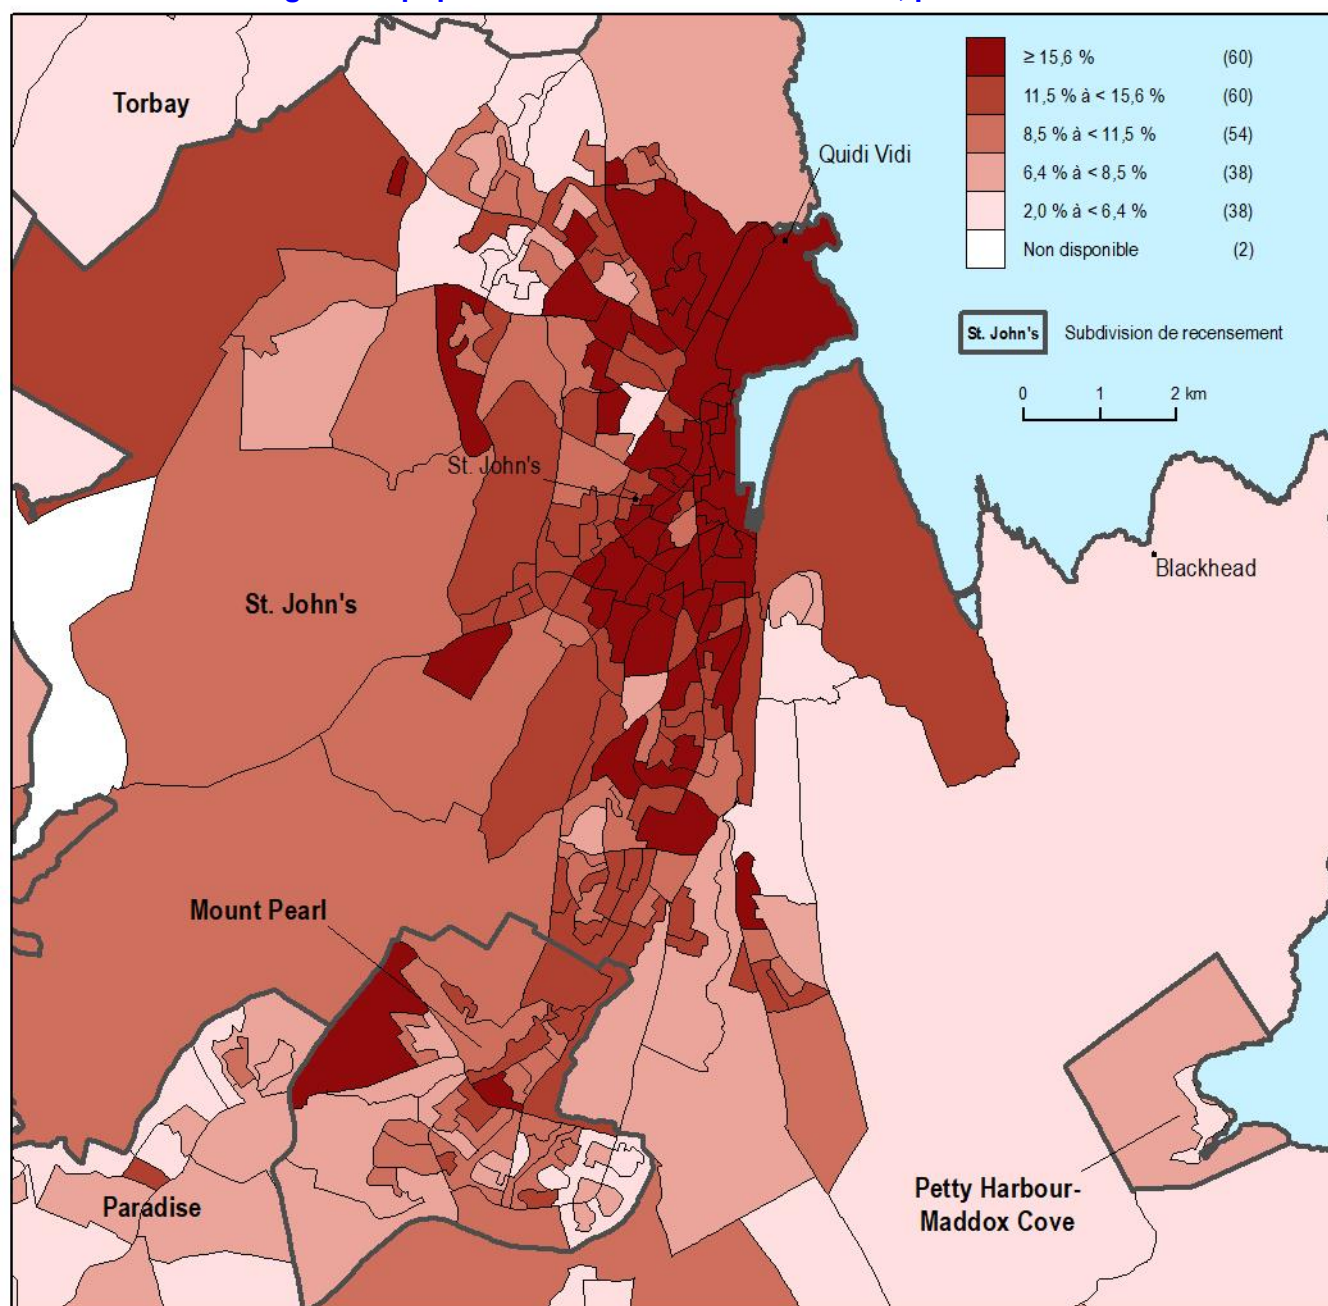 ≥ 15,6 % (60)
11,5 % à < 15,6 % (60)
8,5 % à < 11,5 % (54)
6,4 % à < 8,5 % (38)
2,0 % à < 6,4 % (38)
Non disponible (2)
St. John's Subdivision de recensement
0 1 2 km
Torbay
Quidi Vidi
St. John's
Blackhead
St. John's
Mount Pearl
Paradise
Petty Harbour-
Maddox Cove